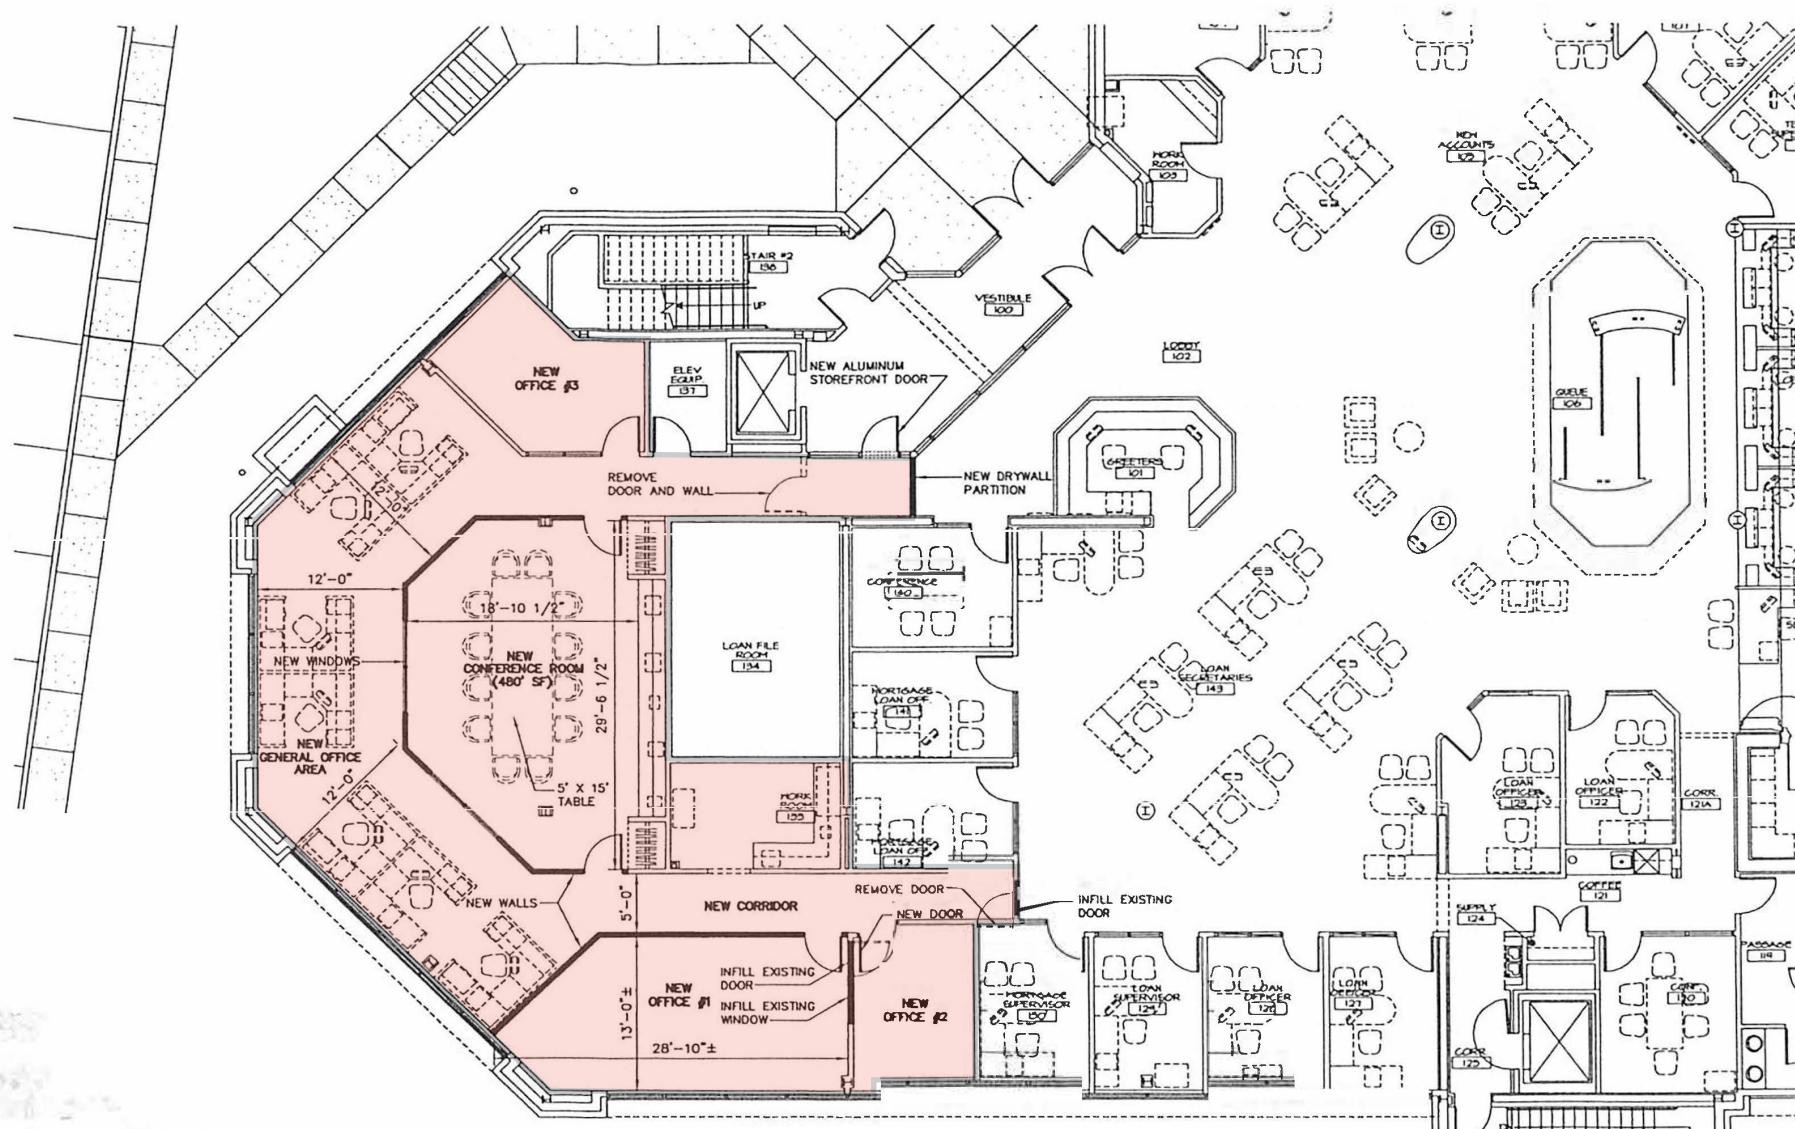 WORK
ROOM
103
NEW
ACCOUNTS
105
STAIR #2
138
UP
VESTIBULE
100
LOBBY
102
NEW
OFFICE #3
ELEV
EQUIP.
137
NEW ALUMINUM
STOREFRONT DOOR
QUEUE
106
GREETERS
101
REMOVE
DOOR AND WALL
NEW DRYWALL
PARTITION
12'-0"
12'-0"
18'-10 1/2"
CONFERENCE
140
NEW WINDOWS
NEW
CONFERENCE ROOM
(480' SF)
29'-6 1/2"
LOAN FILE
ROOM
134
LOAN
SECRETARIES
143
MORTGAGE
LOAN OFF.
141
NEW
GENERAL OFFICE
AREA
12'-0"
5' X 15'
TABLE
WORK
ROOM
135
MORTGAGE
LOAN OFF.
142
LOAN
OFFICER
123
LOAN
OFFICER
122
CORR.
121A
COFFEE
121
NEW WALLS
5'-0"
NEW CORRIDOR
REMOVE DOOR
NEW DOOR
INFILL EXISTING
DOOR
SUPPLY
124
PASSAGE
119
INFILL EXISTING
DOOR
INFILL EXISTING
WINDOW
NEW
OFFICE #1
NEW
OFFICE #2
13'-0"±
28'-10"±
MORTGAGE
SUPERVISOR
130
LOAN
SUPERVISOR
129
LOAN
OFFICER
LOAN
OFFICER
127
CONF.
120
CORR.
125